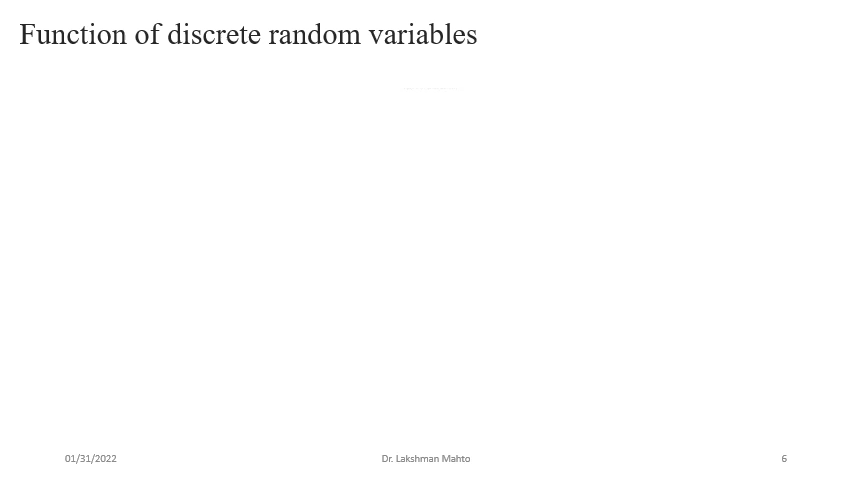 Function of discrete random variables
01/31/2022
Dr. Lakshman Mahto
6